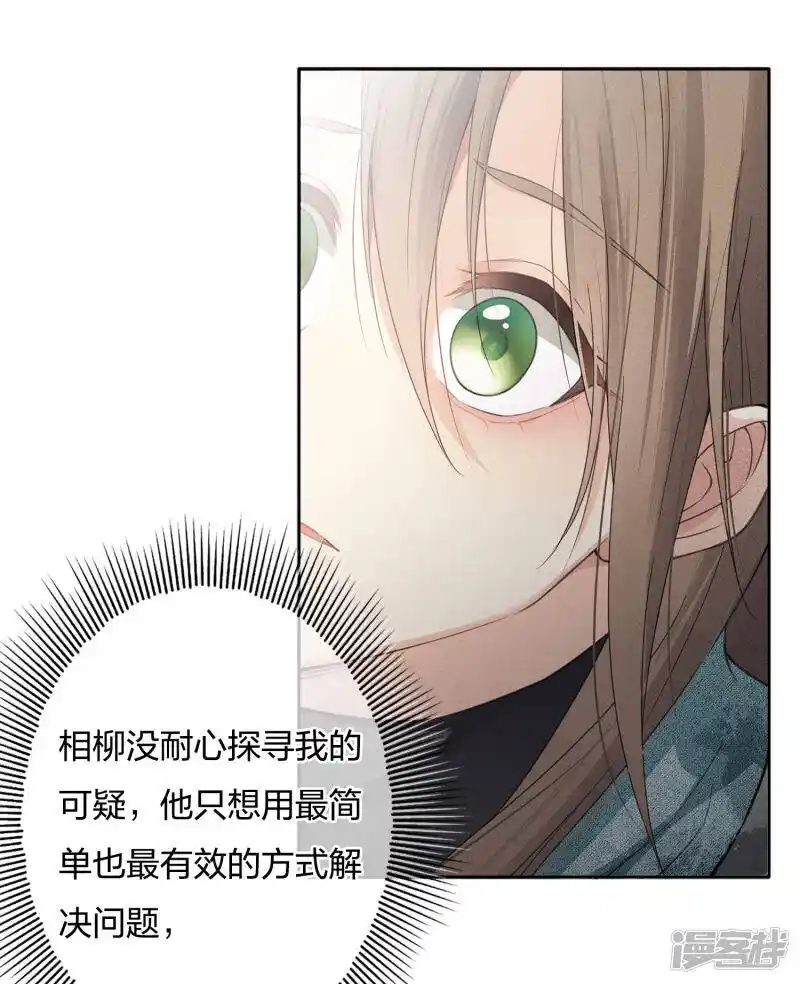 相柳没耐心探寻我的
可疑，他只想用最简
单也最有效的方式解
决问题，
漫客栈